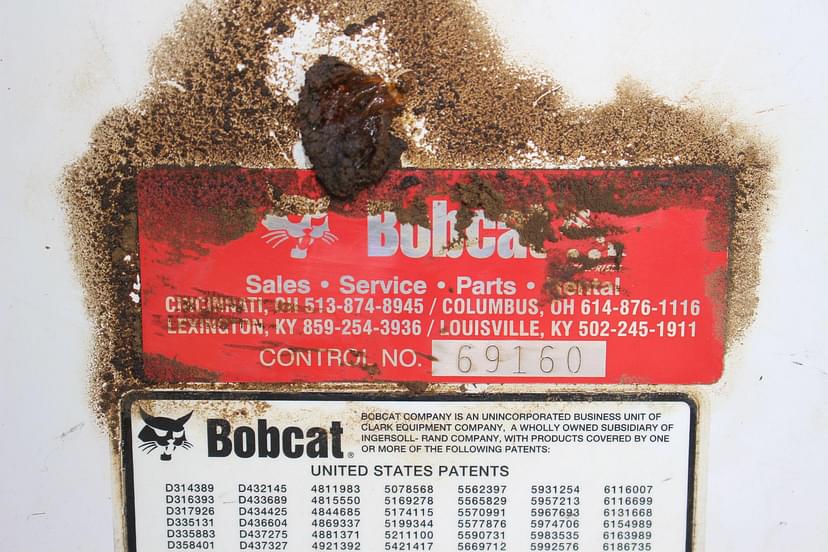 Bobcat
Sales • Service • Parts • Rental
CINCINNATI, OH 513-874-8945 / COLUMBUS, OH 614-876-1116
LEXINGTON, KY 859-254-3936 / LOUISVILLE, KY 502-245-1911
CONTROL NO. 69160
Bobcat®
BOBCAT COMPANY IS AN UNINCORPORATED BUSINESS UNIT OF
CLARK EQUIPMENT COMPANY, A WHOLLY OWNED SUBSIDIARY OF
INGERSOLL- RAND COMPANY, WITH PRODUCTS COVERED BY ONE
OR MORE OF THE FOLLOWING PATENTS:
UNITED STATES PATENTS
D314389 D432145 4811983 5078568 5562397 5931254 6116007
D316393 D433689 4815550 5169278 5565829 5957213 6116699
D317926 D434425 4844685 5174115 5570991 5967693 6131668
D335131 D436604 4869337 5199344 5577876 5974706 6154989
D335883 D437275 4881371 5211100 5590731 5983535 6163989
D358401 D437327 4921392 5421417 5669712 5992576 6186735